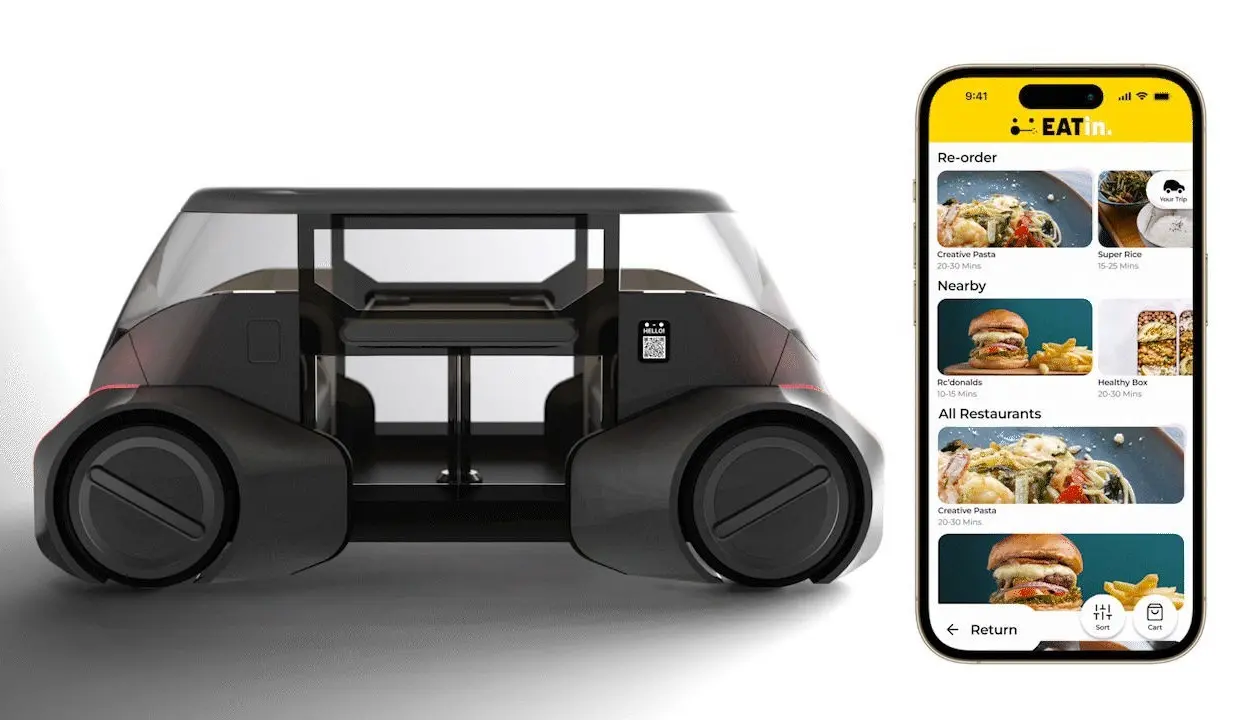 HELLO!
9:41
EATin.
Re-order
Your Trip
Creative Pasta
20-30 Mins
Super Rice
15-25 Mins
Nearby
Rc'donalds
10-15 Mins
Healthy Box
20-30 Mins
All Restaurants
Creative Pasta
20-30 Mins
Return
Sort
Cart